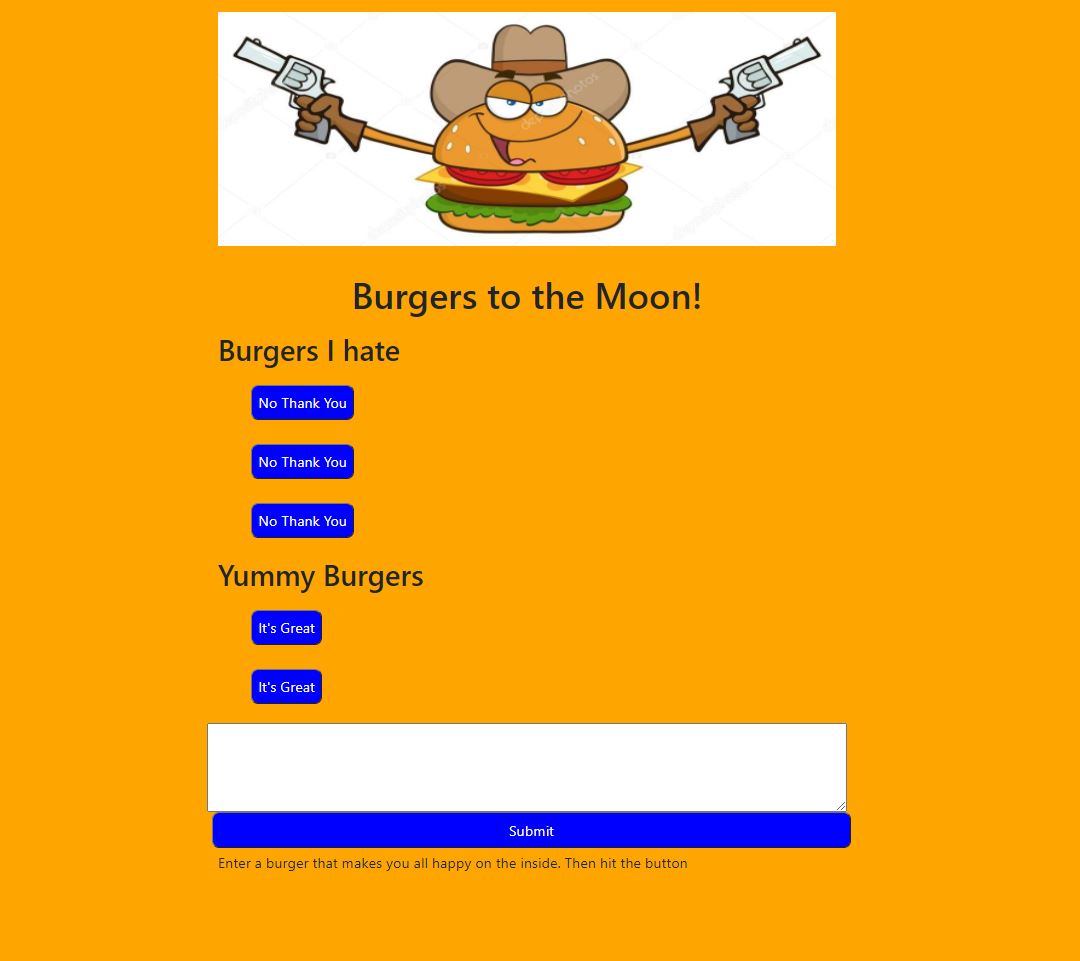 depositphotos
Burgers to the Moon!
Burgers I hate
No Thank You
No Thank You
No Thank You
Yummy Burgers
It's Great
It's Great
Submit
Enter a burger that makes you all happy on the inside. Then hit the button